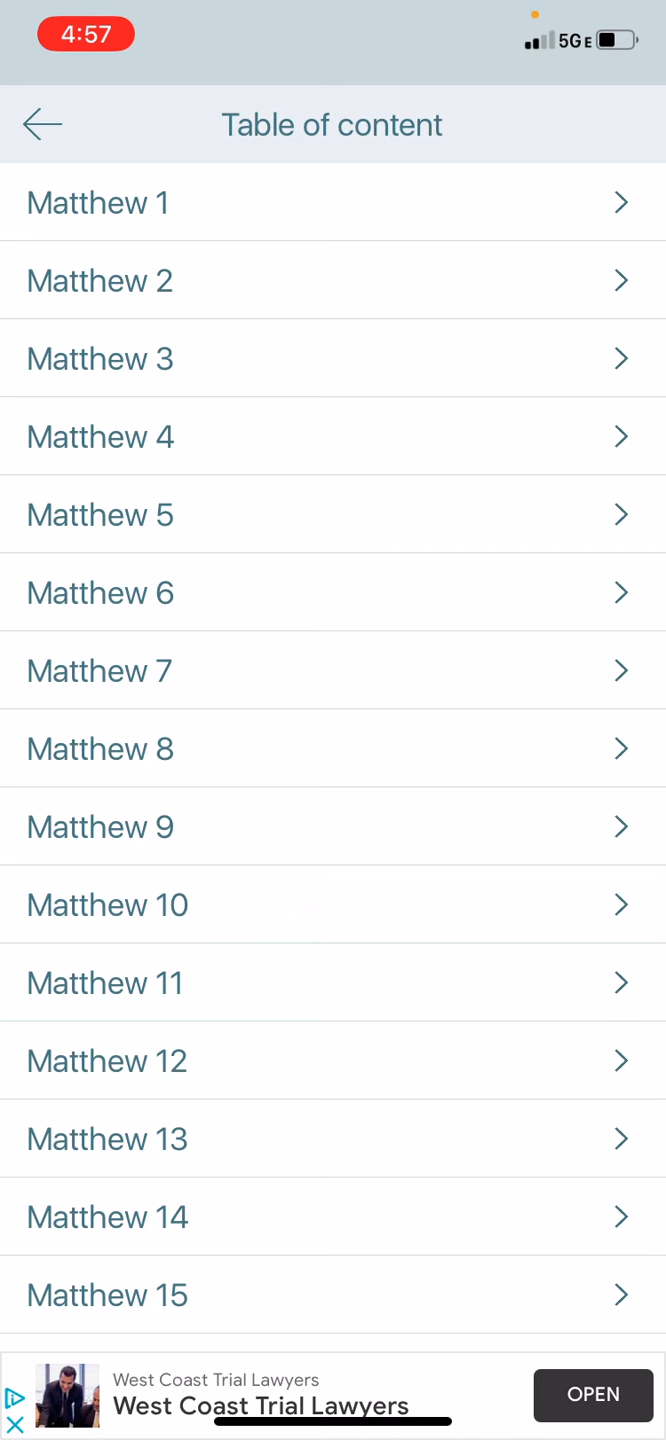 4:57
5GE
Table of content
Matthew 1
Matthew 2
Matthew 3
Matthew 4
Matthew 5
Matthew 6
Matthew 7
Matthew 8
Matthew 9
Matthew 10
Matthew 11
Matthew 12
Matthew 13
Matthew 14
Matthew 15
West Coast Trial Lawyers
West Coast Trial Lawyers
OPEN